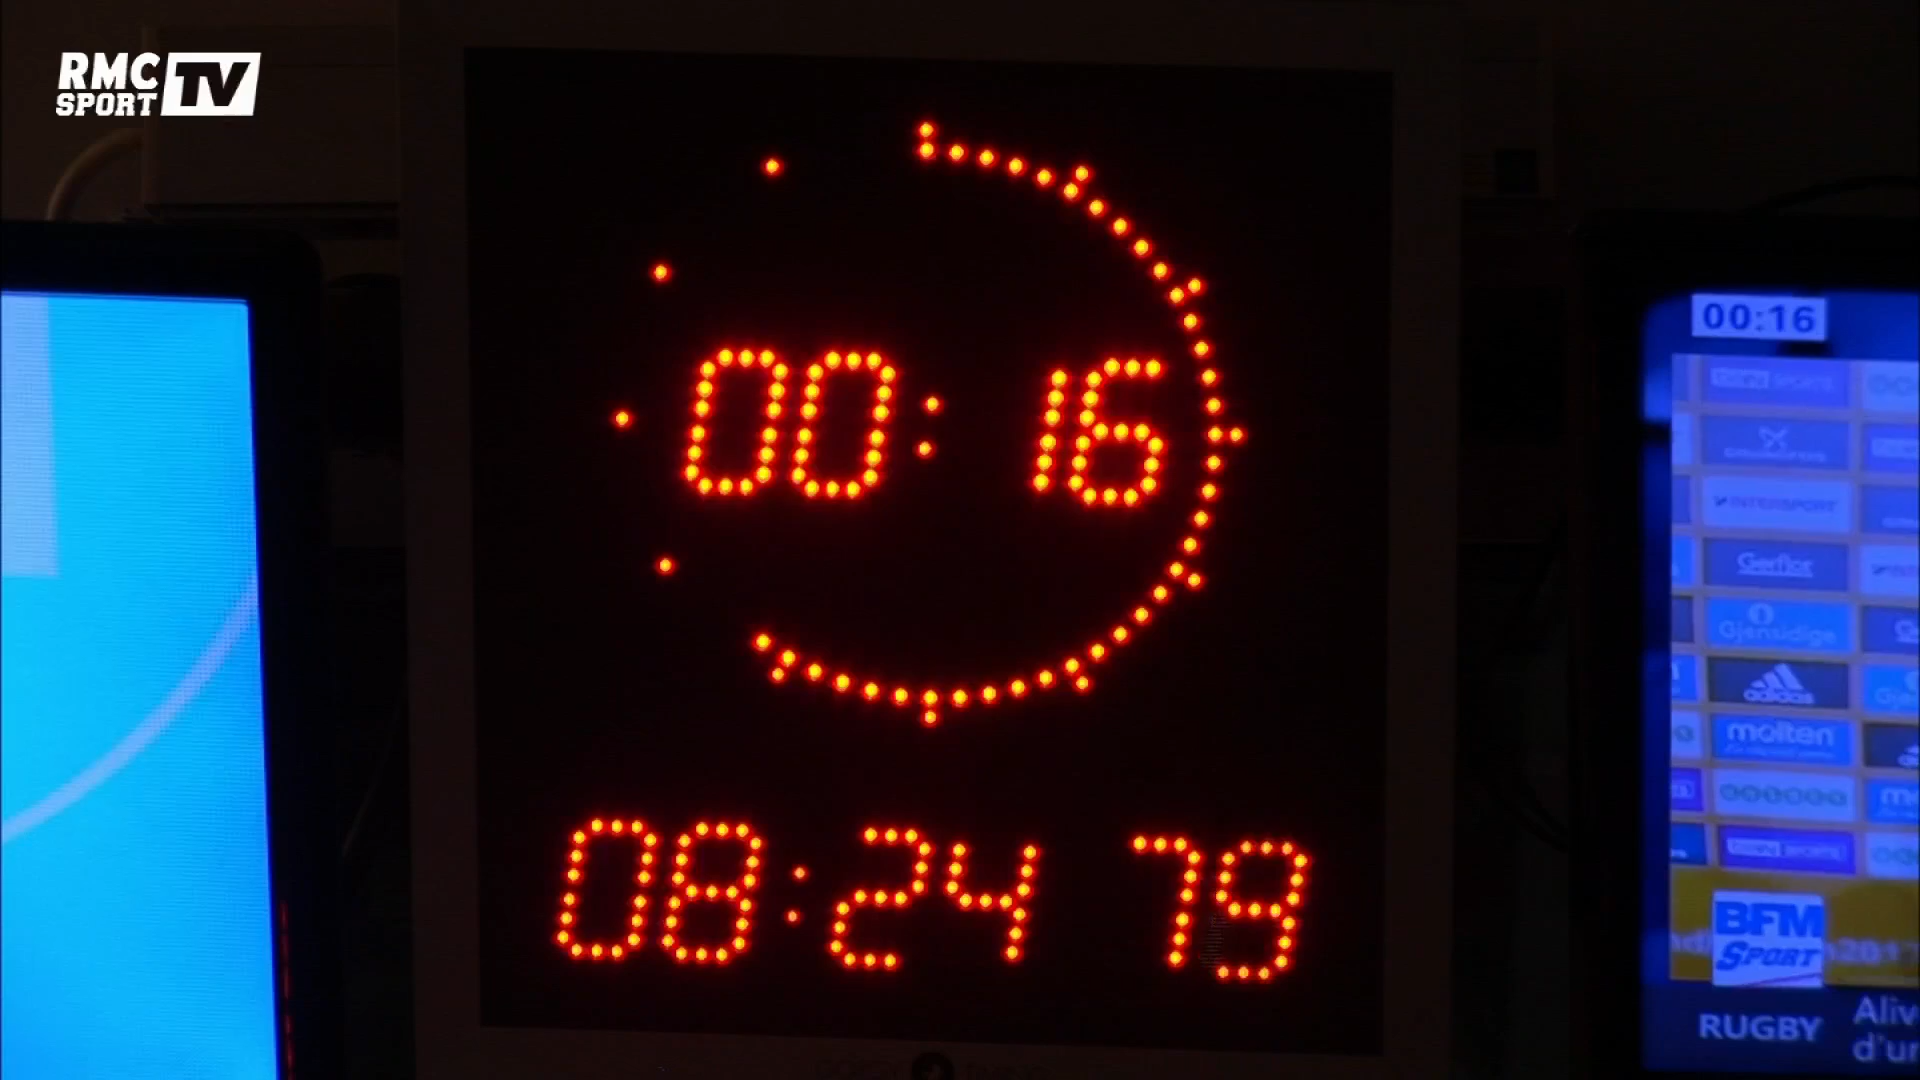 RMC
SPORT TV
00:16
00:16
INTERSPORT
Gerflor
Gjensidige
adidas
molten
08:24 79
BFM
SPORT
RUGBY
Aliv
d'un